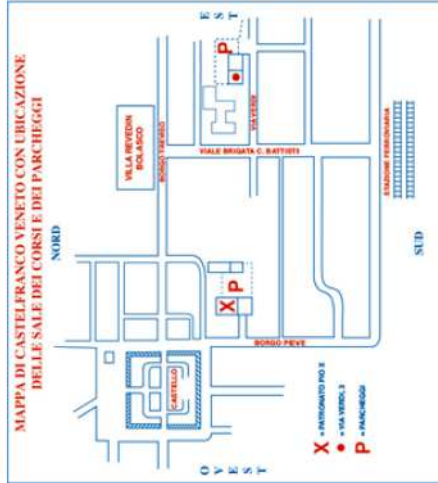 MAPPA DI CASTELFRANCO VENETO CON UBICAZIONE
DELLE SALE DEI CORSI E DEI PARCHEGGI
NORD
EST
OVEST
SUD
VILLA REVEDIN
BOLASCO
BORGO TREVISO
P
VIA VERDI
VIALE BRIGATA C. BATTISTI
STAZIONE FERROVIARIA
X
P
CASTELLO
BORGO PIEVE
X = PATRONATO PIO X
● = VIA VERDI, 3
P = PARCHEGGI